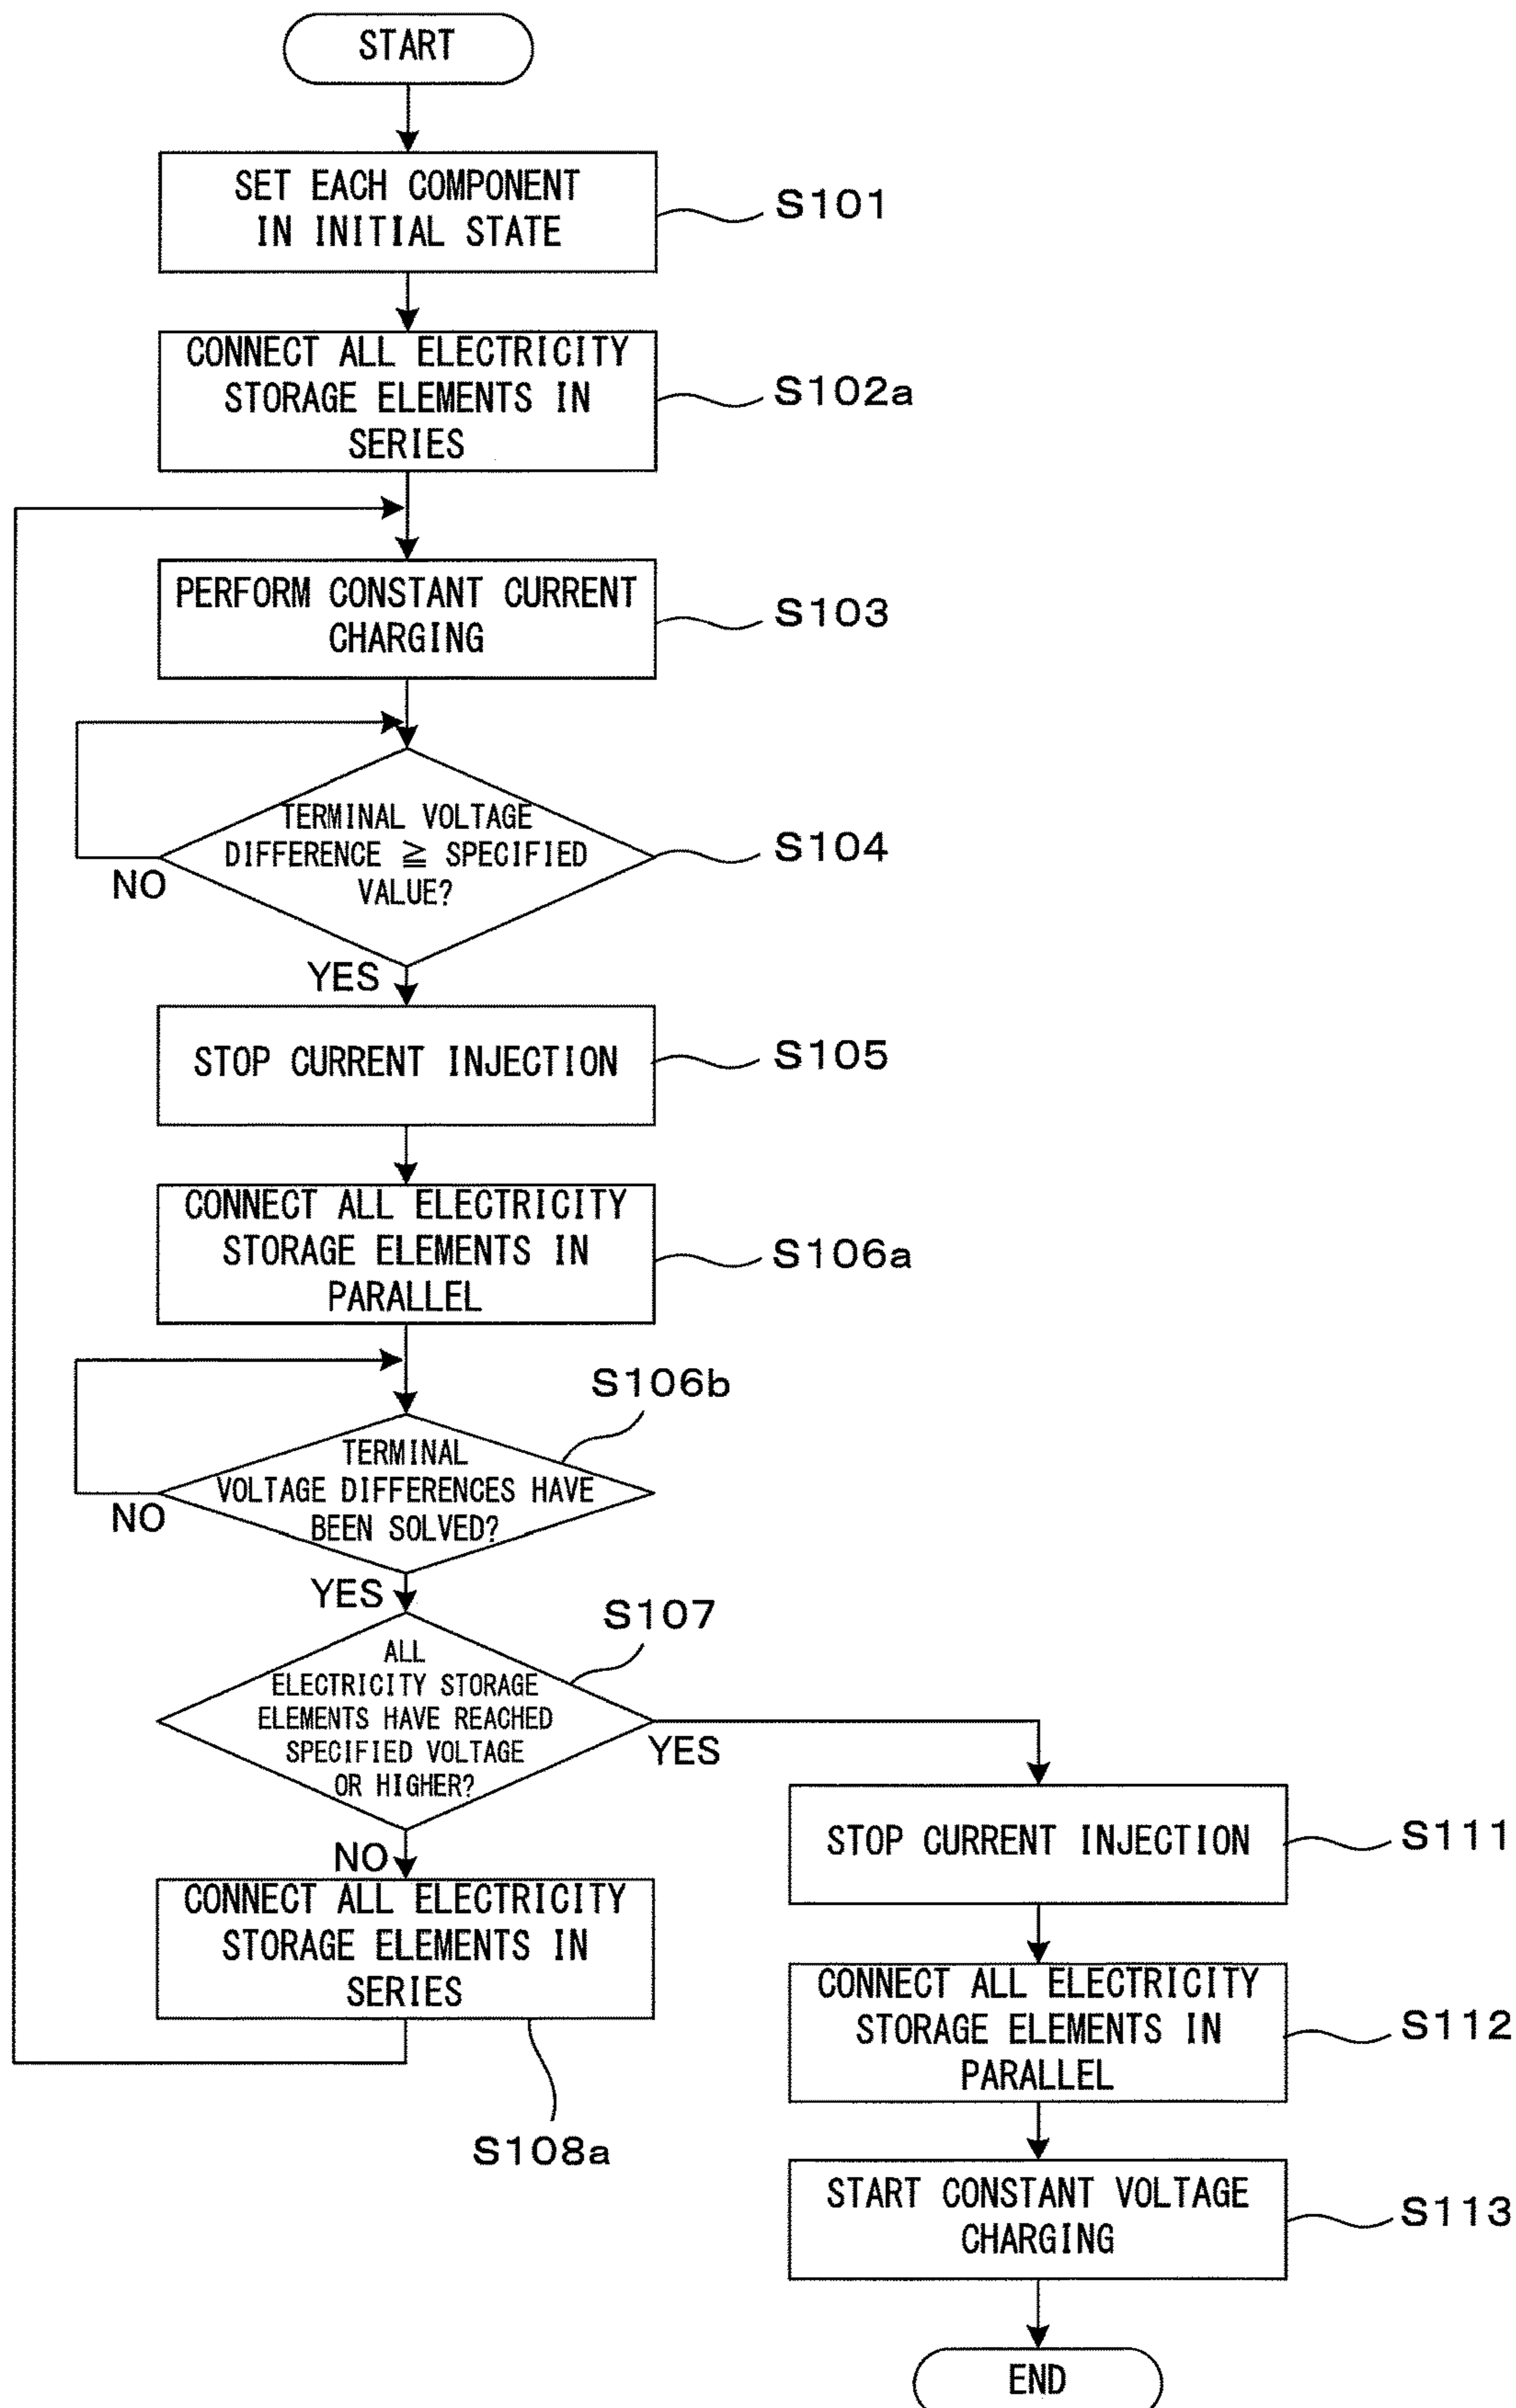 START
SET EACH COMPONENT
IN INITIAL STATE
S101
CONNECT ALL ELECTRICITY
STORAGE ELEMENTS IN
SERIES
S102a
PERFORM CONSTANT CURRENT
CHARGING
S103
TERMINAL VOLTAGE
DIFFERENCE ≧ SPECIFIED
VALUE?
S104
NO
YES
STOP CURRENT INJECTION
S105
CONNECT ALL ELECTRICITY
STORAGE ELEMENTS IN
PARALLEL
S106a
S106b
TERMINAL
VOLTAGE DIFFERENCES HAVE
BEEN SOLVED?
NO
YES
S107
ALL
ELECTRICITY STORAGE
ELEMENTS HAVE REACHED
SPECIFIED VOLTAGE
OR HIGHER?
YES
NO
CONNECT ALL ELECTRICITY
STORAGE ELEMENTS IN
SERIES
S108a
STOP CURRENT INJECTION
S111
CONNECT ALL ELECTRICITY
STORAGE ELEMENTS IN
PARALLEL
S112
START CONSTANT VOLTAGE
CHARGING
S113
END